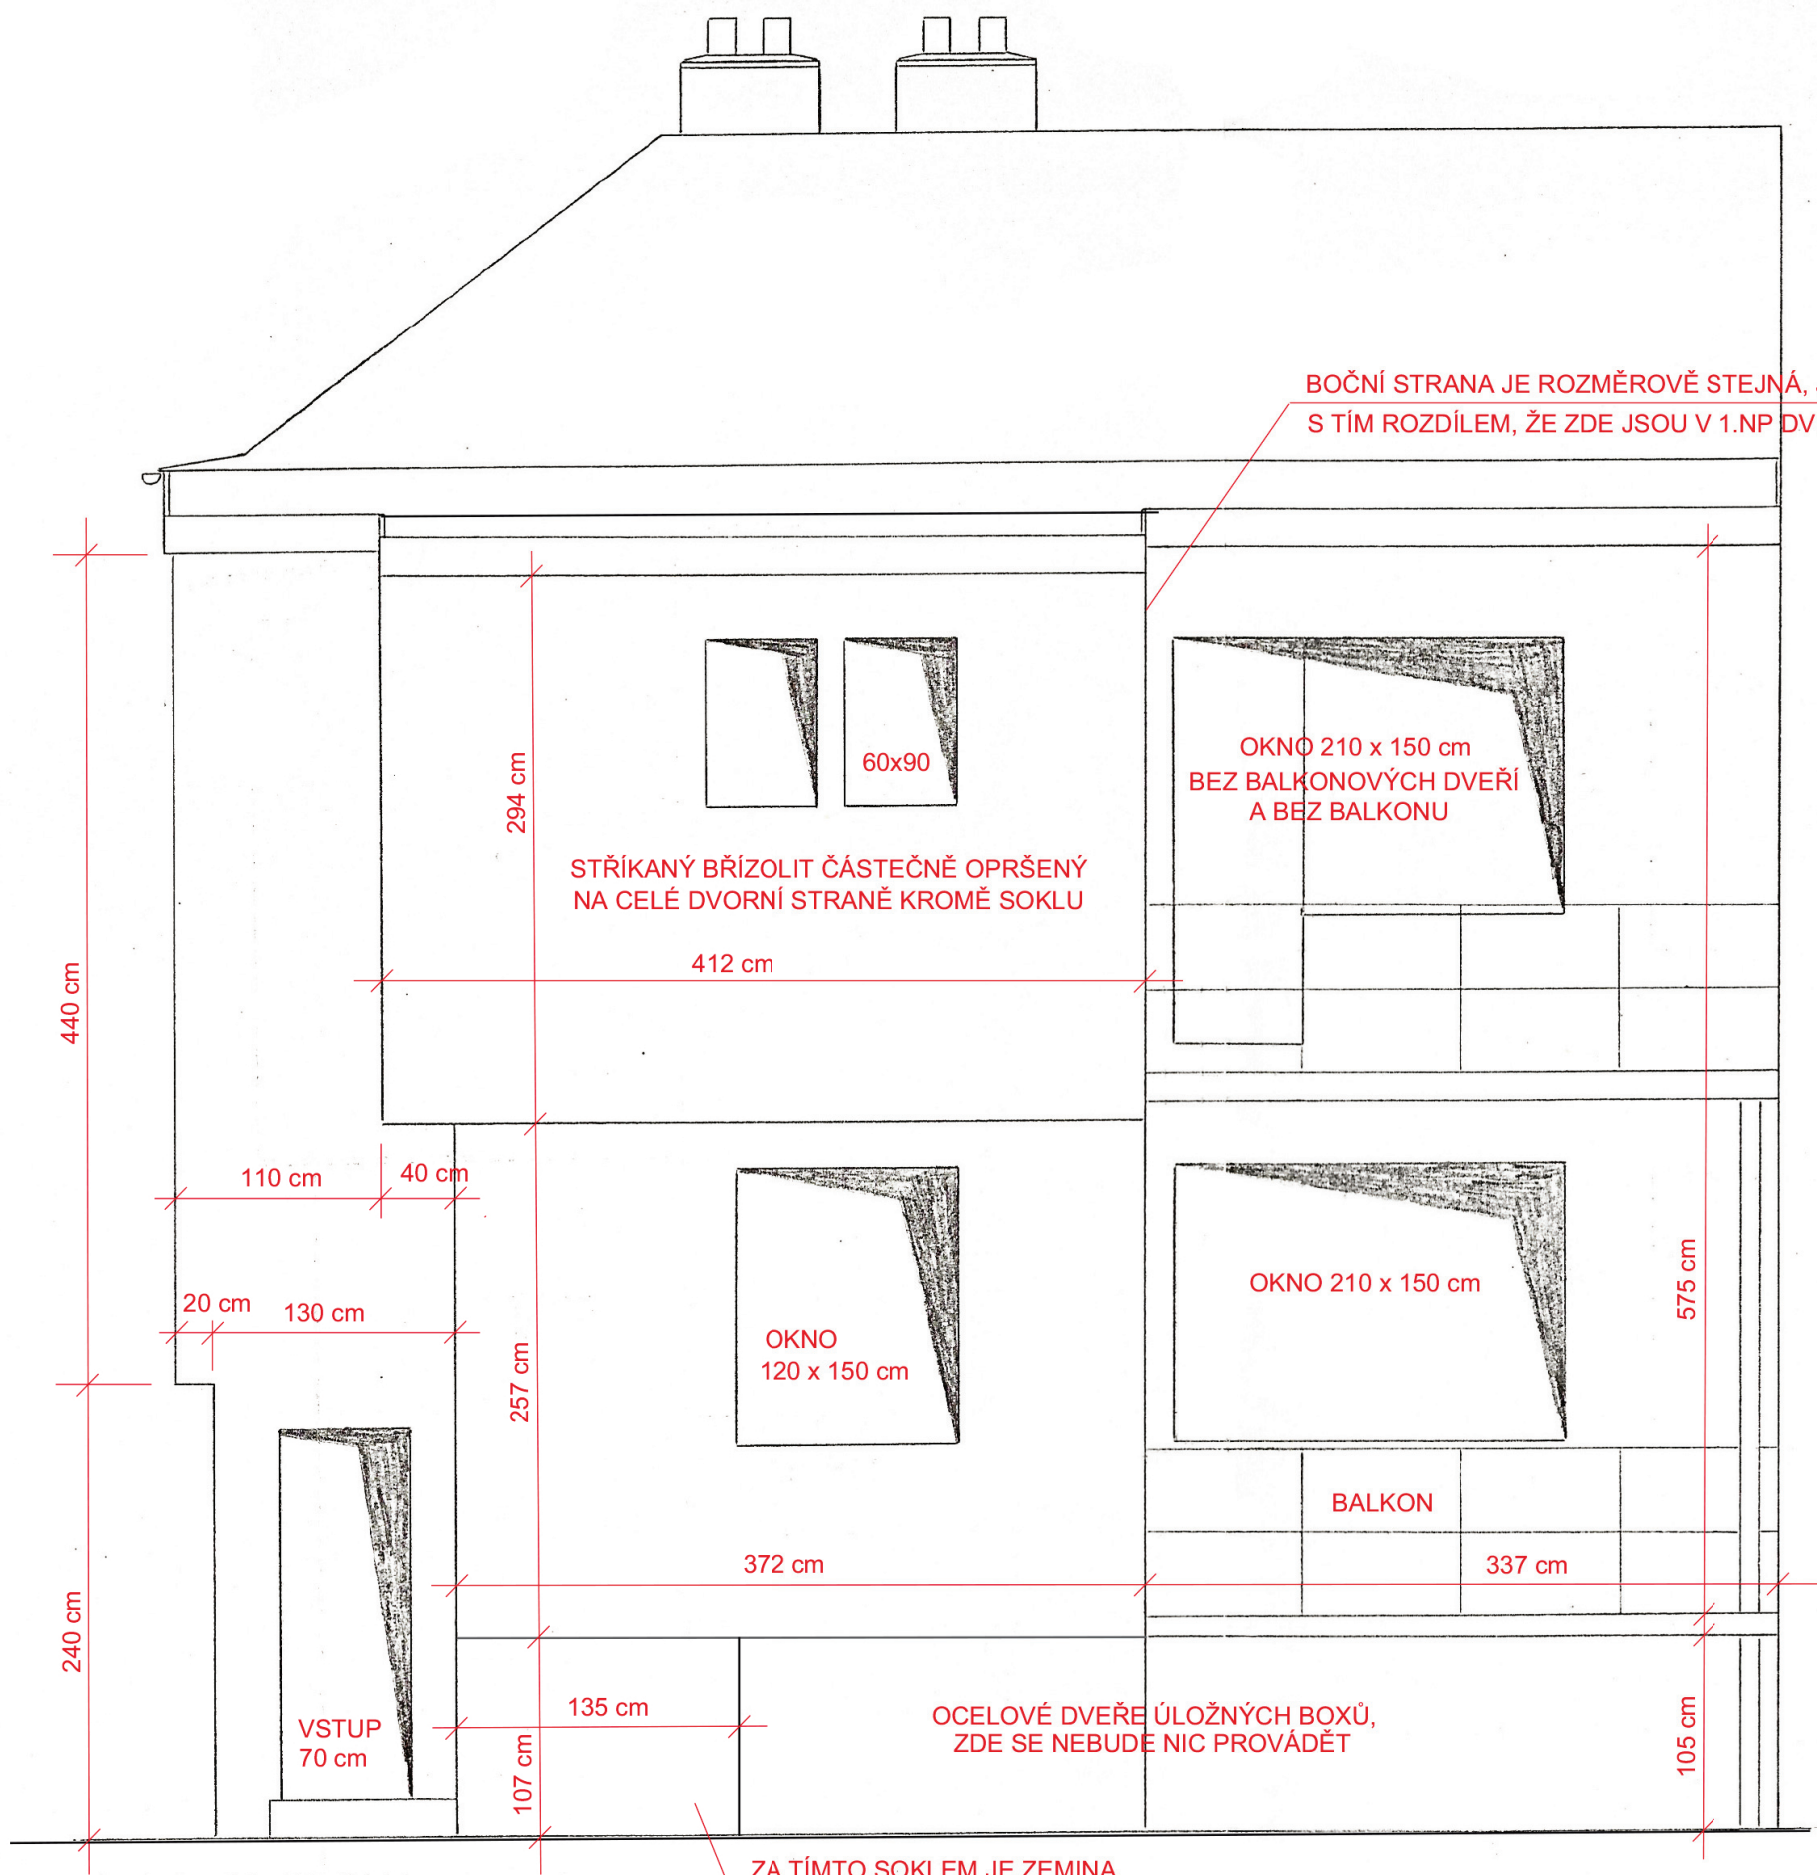 BOČNÍ STRANA JE ROZMĚROVĚ STEJNÁ,
S TÍM ROZDÍLEM, ŽE ZDE JSOU V 1.NP DV
OKNO 210 x 150 cm
BEZ BALKONOVÝCH DVEŘÍ
A BEZ BALKONU
60x90
294 cm
STŘÍKANÝ BŘÍZOLIT ČÁSTEČNĚ OPRŠENÝ
NA CELÉ DVORNÍ STRANĚ KROMĚ SOKLU
412 cm
440 cm
110 cm
40 cm
20 cm
130 cm
257 cm
OKNO
120 x 150 cm
OKNO 210 x 150 cm
575 cm
BALKON
372 cm
337 cm
240 cm
VSTUP
70 cm
135 cm
107 cm
OCELOVÉ DVEŘE ÚLOŽNÝCH BOXŮ,
ZDE SE NEBUDE NIC PROVÁDĚT
105 cm
ZA TÍMTO SOKLEM JE ZEMINA